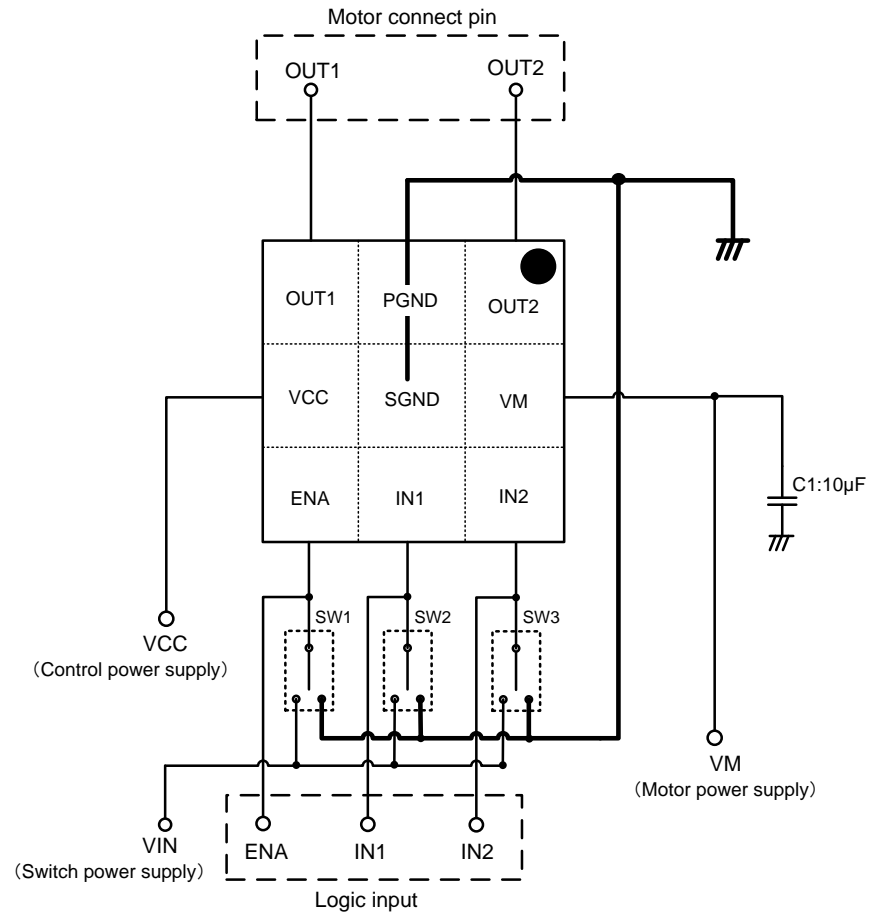 Motor connect pin
OUT1
OUT2
OUT1
PGND
OUT2
VCC
SGND
VM
ENA
IN1
IN2
C1:10µF
SW1
SW2
SW3
VCC
（Control power supply）
VM
（Motor power supply）
VIN
（Switch power supply）
ENA
IN1
IN2
Logic input